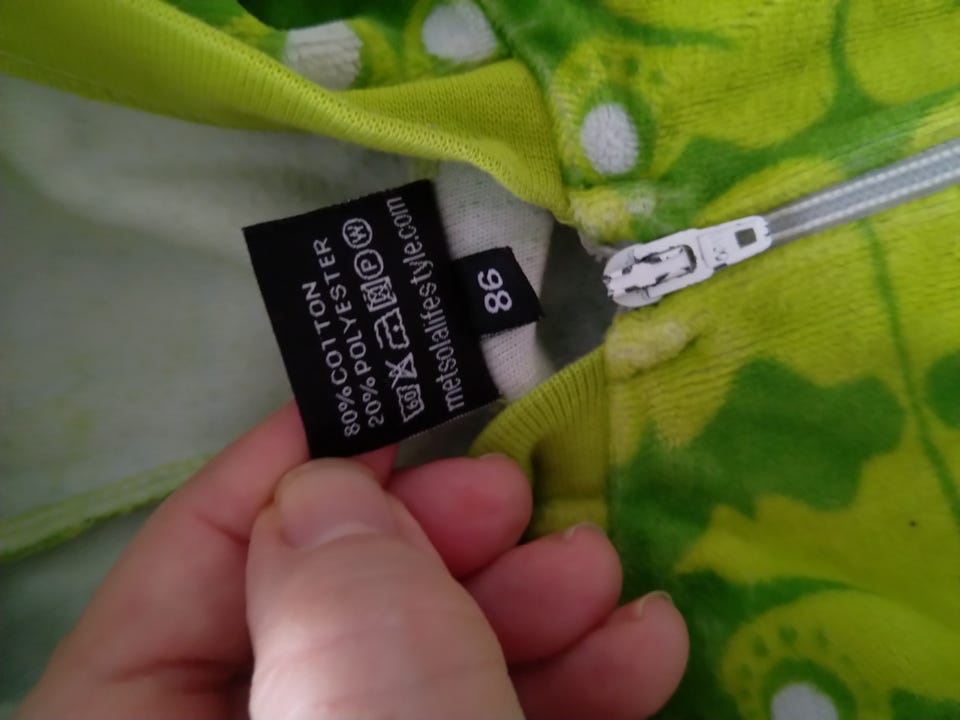 80%COTTON
20%POLYESTER
P W
metsolalifestyle.com
86